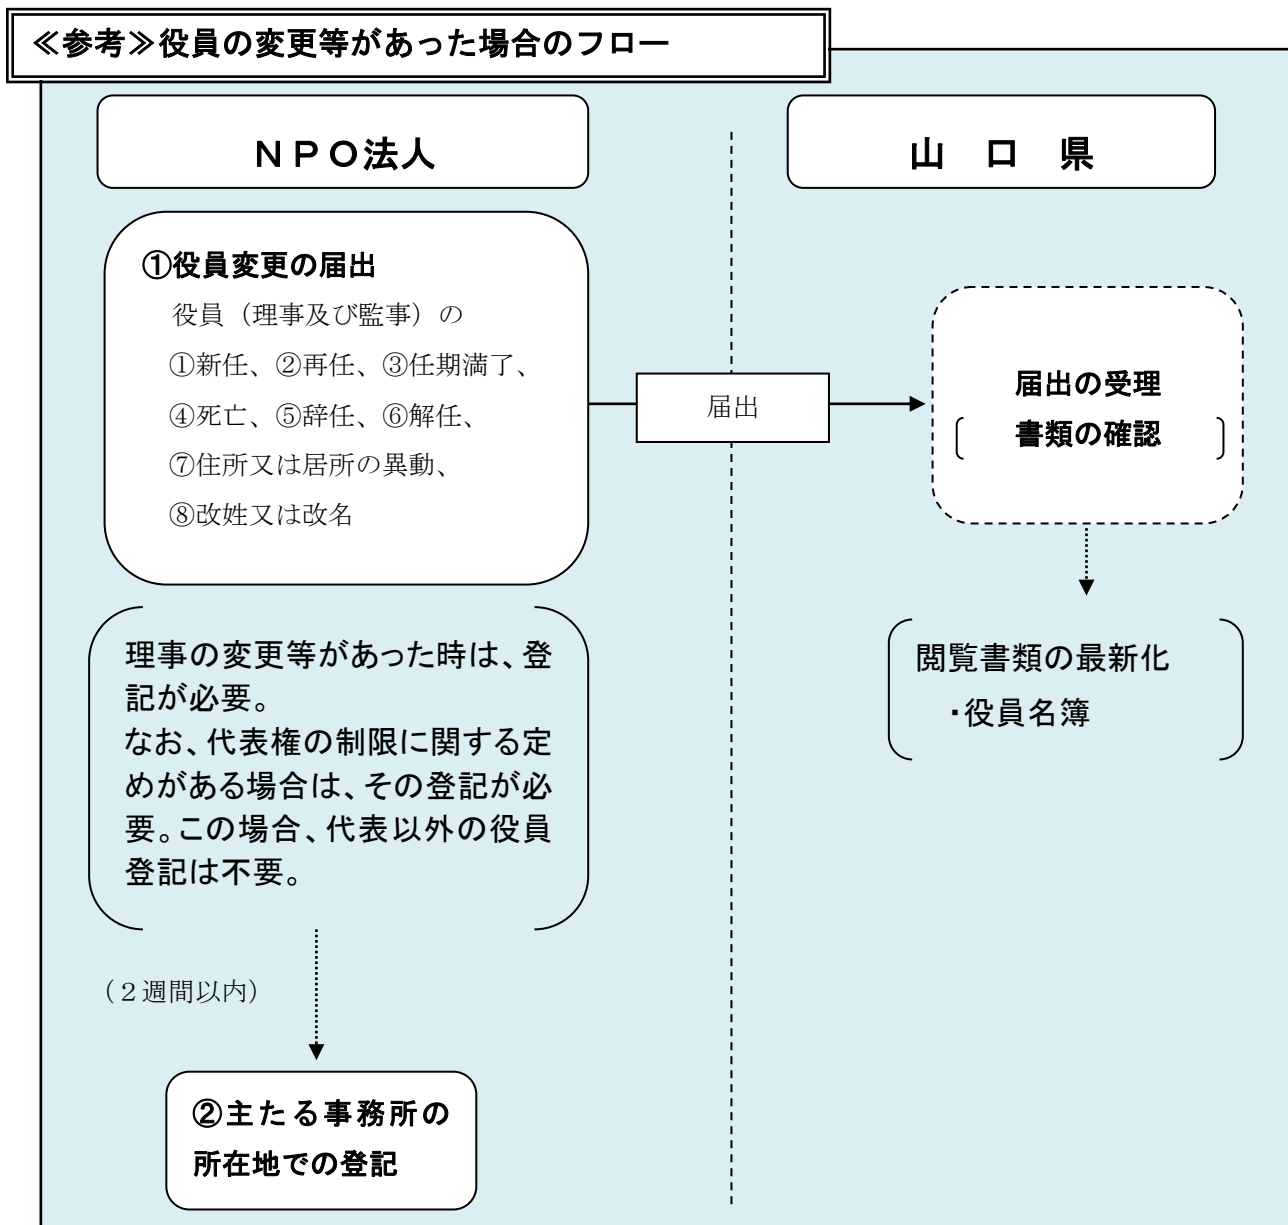 ≪参考≫役員の変更等があった場合のフロー
ＮＰＯ法人
山　口　県
①役員変更の届出
役員（理事及び監事）の
①新任、②再任、③任期満了、
④死亡、⑤辞任、⑥解任、
⑦住所又は居所の異動、
⑧改姓又は改名
届出
届出の受理
書類の確認
理事の変更等があった時は、登
記が必要。
なお、代表権の制限に関する定
めがある場合は、その登記が必
要。この場合、代表以外の役員
登記は不要。
閲覧書類の最新化
・役員名簿
（２週間以内）
②主たる事務所の
所在地での登記